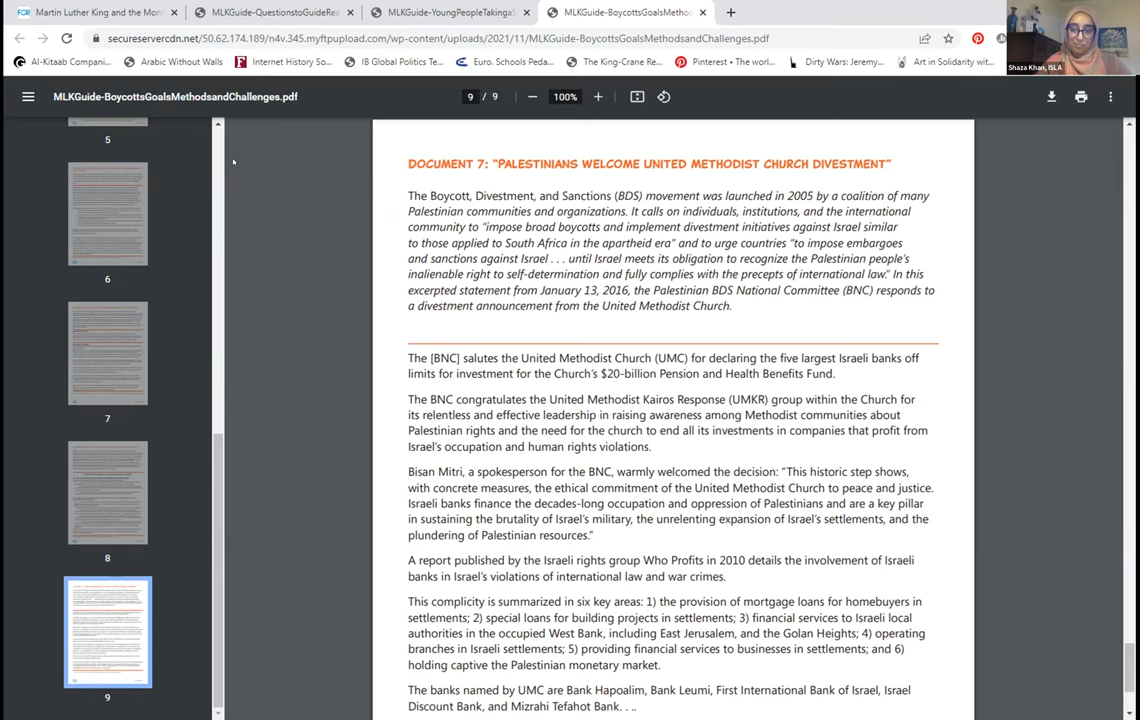 Martin Luther King and the Mont
MLKGuide-QuestionstoGuideRea
MLKGuide-YoungPeopleTakinga
MLKGuide-BoycottsGoalsMethod
secureservercdn.net/50.62.174.189/n4v.345.myftpupload.com/wp-content/uploads/2021/11/MLKGuide-BoycottsGoalsMethodsandChallenges.pdf
Al-Kitaab Compani...
Arabic Without Walls
Internet History So...
IB Global Politics Te...
Euro. Schools Peda...
The King-Crane Re...
Pinterest • The worl...
Dirty Wars: Jeremy...
Art in Solidarity wit...
Shaza Khan, ISLA
MLKGuide-BoycottsGoalsMethodsandChallenges.pdf
9 / 9
100%
5
6
7
8
9
DOCUMENT 7: “PALESTINIANS WELCOME UNITED METHODIST CHURCH DIVESTMENT”
The Boycott, Divestment, and Sanctions (BDS) movement was launched in 2005 by a coalition of many
Palestinian communities and organizations. It calls on individuals, institutions, and the international
community to “impose broad boycotts and implement divestment initiatives against Israel similar
to those applied to South Africa in the apartheid era” and to urge countries “to impose embargoes
and sanctions against Israel . . . until Israel meets its obligation to recognize the Palestinian people’s
inalienable right to self-determination and fully complies with the precepts of international law.” In this
excerpted statement from January 13, 2016, the Palestinian BDS National Committee (BNC) responds to
a divestment announcement from the United Methodist Church.
The [BNC] salutes the United Methodist Church (UMC) for declaring the five largest Israeli banks off
limits for investment for the Church’s $20-billion Pension and Health Benefits Fund.
The BNC congratulates the United Methodist Kairos Response (UMKR) group within the Church for
its relentless and effective leadership in raising awareness among Methodist communities about
Palestinian rights and the need for the church to end all its investments in companies that profit from
Israel’s occupation and human rights violations.
Bisan Mitri, a spokesperson for the BNC, warmly welcomed the decision: “This historic step shows,
with concrete measures, the ethical commitment of the United Methodist Church to peace and justice.
Israeli banks finance the decades-long occupation and oppression of Palestinians and are a key pillar
in sustaining the brutality of Israel’s military, the unrelenting expansion of Israel’s settlements, and the
plundering of Palestinian resources.”
A report published by the Israeli rights group Who Profits in 2010 details the involvement of Israeli
banks in Israel’s violations of international law and war crimes.
This complicity is summarized in six key areas: 1) the provision of mortgage loans for homebuyers in
settlements; 2) special loans for building projects in settlements; 3) financial services to Israeli local
authorities in the occupied West Bank, including East Jerusalem, and the Golan Heights; 4) operating
branches in Israeli settlements; 5) providing financial services to businesses in settlements; and 6)
holding captive the Palestinian monetary market.
The banks named by UMC are Bank Hapoalim, Bank Leumi, First International Bank of Israel, Israel
Discount Bank, and Mizrahi Tefahot Bank. . ..